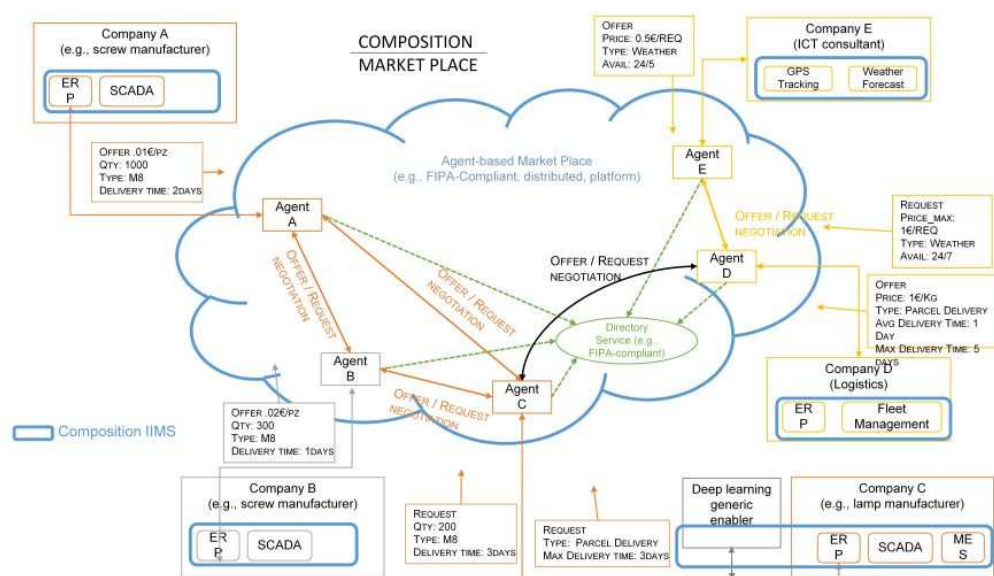 Company A
(e.g., screw manufacturer)
ER
P
SCADA
COMPOSITION
MARKET PLACE
OFFER
PRICE: 0.5€/REQ
TYPE: WEATHER
AVAIL: 24/5
Company E
(ICT consultant)
GPS
Tracking
Weather
Forecast
OFFER .01€/PZ
QTY: 1000
TYPE: M8
DELIVERY TIME: 2DAYS
Agent-based Market Place
(e.g., FIPA-Compliant, distributed, platform)
Agent
E
Agent
A
REQUEST
PRICE_MAX:
1€/REQ
TYPE: WEATHER
AVAIL: 24/7
OFFER / REQUEST
NEGOTIATION
OFFER / REQUEST
NEGOTIATION
OFFER / REQUEST
NEGOTIATION
OFFER / REQUEST
NEGOTIATION
Agent
D
OFFER
PRICE: 1€/KG
TYPE: PARCEL DELIVERY
AVG DELIVERY TIME: 1
DAY
MAX DELIVERY TIME: 5
DAYS
Directory
Service (e.g.,
FIPA-compliant)
Agent
B
OFFER / REQUEST
NEGOTIATION
Agent
C
Company D
(Logistics)
ER
P
Fleet
Management
OFFER .02€/PZ
QTY: 300
TYPE: M8
DELIVERY TIME: 1DAYS
Composition IIMS
Company B
(e.g., screw manufacturer)
ER
P
SCADA
REQUEST
QTY: 200
TYPE: M8
DELIVERY TIME: 3DAYS
REQUEST
TYPE: PARCEL DELIVERY
MAX DELIVERY TIME: 3DAYS
Deep learning
generic
enabler
Company C
(e.g., lamp manufacturer)
ER
P
SCADA
ME
S